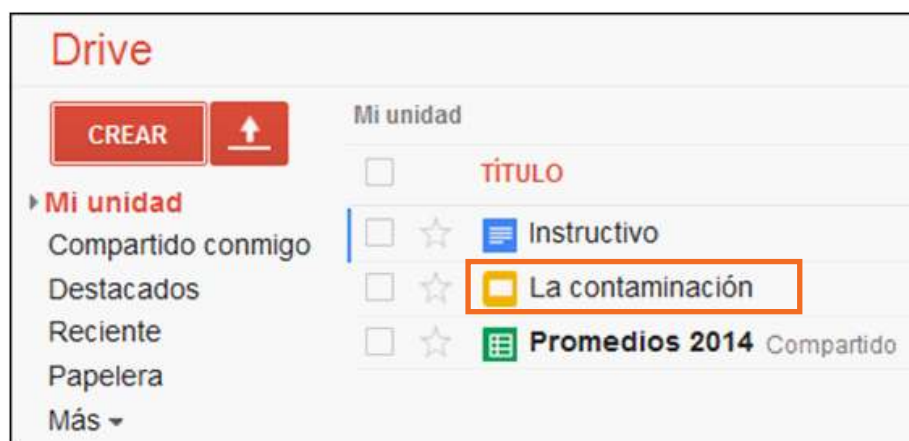 Drive
CREAR
Mi unidad
Compartido conmigo
Destacados
Reciente
Papelera
Más
Mi unidad
TÍTULO
Instructivo
La contaminación
Promedios 2014 Compartido